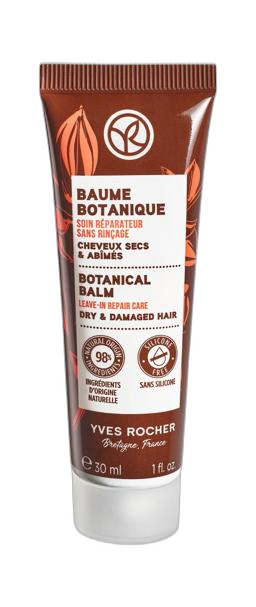 YR
BAUME
BOTANIQUE
SOIN RÉPARATEUR
SANS RINÇAGE
CHEVEUX SECS
& ABÎMÉS
BOTANICAL
BALM
LEAVE-IN REPAIR CARE
DRY & DAMAGED HAIR
NATURAL ORIGIN
98%
INGREDIENTS
INGRÉDIENTS
D'ORIGINE
NATURELLE
SILICONE
FREE
SANS SILICONE
YVES ROCHER
Bretagne, France
℮ 30 ml 1 fl. oz.